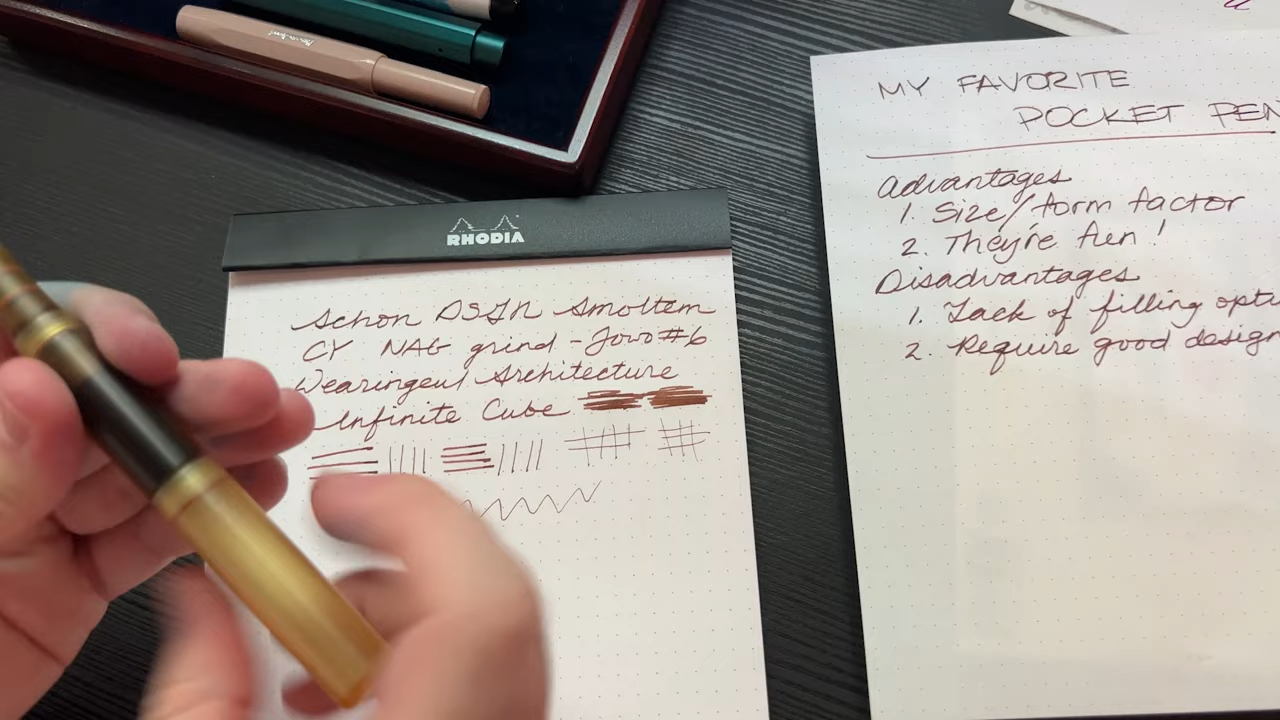 RHODIA
Schon DSGN Smoltem
CY NAG grind - Jowo #6
Wearingeul Architecture
Infinite Cube
MY FAVORITE
POCKET PEN
Advantages
1. Size/form factor
2. They're fun!
Disadvantages
1. Lack of filling opti
2. Require good design